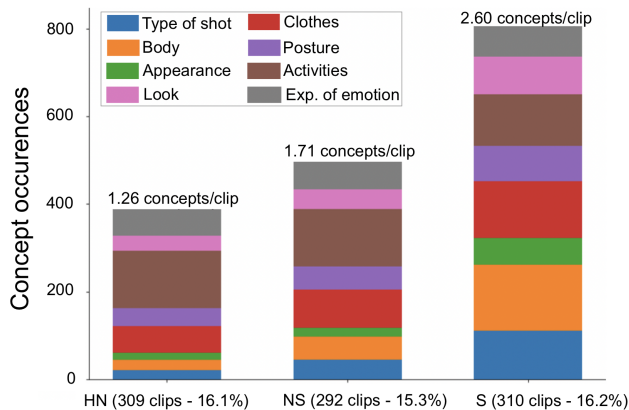 2.60 concepts/clip
800
Type of shot
Clothes
Body
Posture
Appearance
Activities
Look
Exp. of emotion
600
1.71 concepts/clip
Concept occurences
400
1.26 concepts/clip
200
0
HN (309 clips - 16.1%)
NS (292 clips - 15.3%)
S (310 clips - 16.2%)